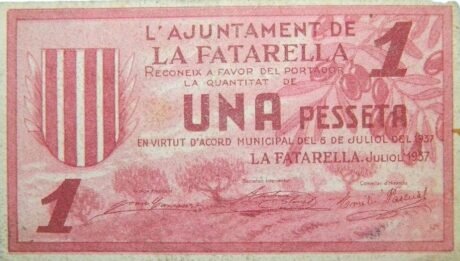 L'AJUNTAMENT DE
LA FATARELLA
RECONEIX A FAVOR DEL PORTADOR
LA QUANTITAT DE
1
UNA PESSETA
EN VIRTUT D'ACORD MUNICIPAL DEL 5 DE JULIOL DEL 1937
LA FATARELLA. JULIOL 1937
1